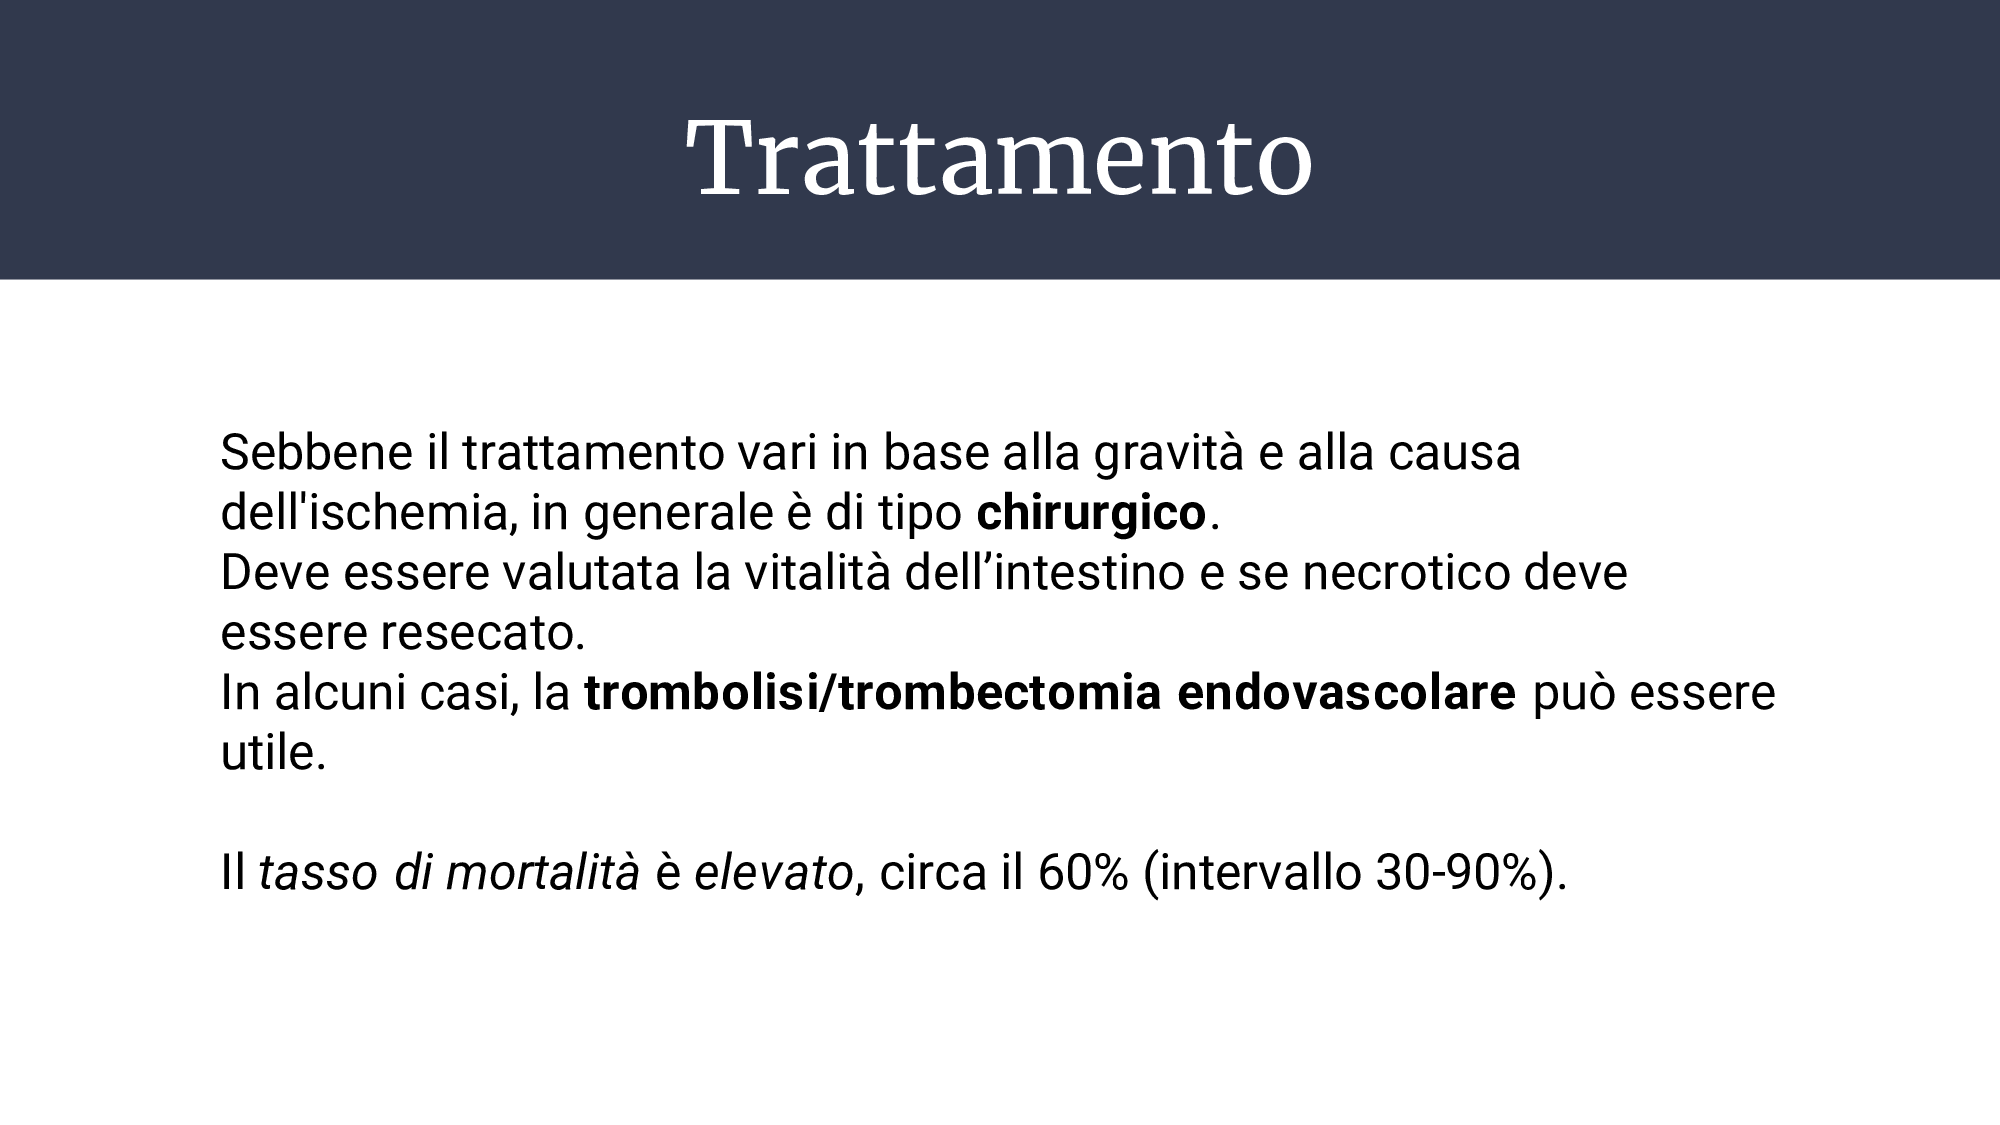 Trattamento
Sebbene il trattamento vari in base alla gravità e alla causa
dell'ischemia, in generale è di tipo chirurgico.
Deve essere valutata la vitalità dell’intestino e se necrotico deve
essere resecato.
In alcuni casi, la trombolisi/trombectomia endovascolare può essere
utile.
Il tasso di mortalità è elevato, circa il 60% (intervallo 30-90%).